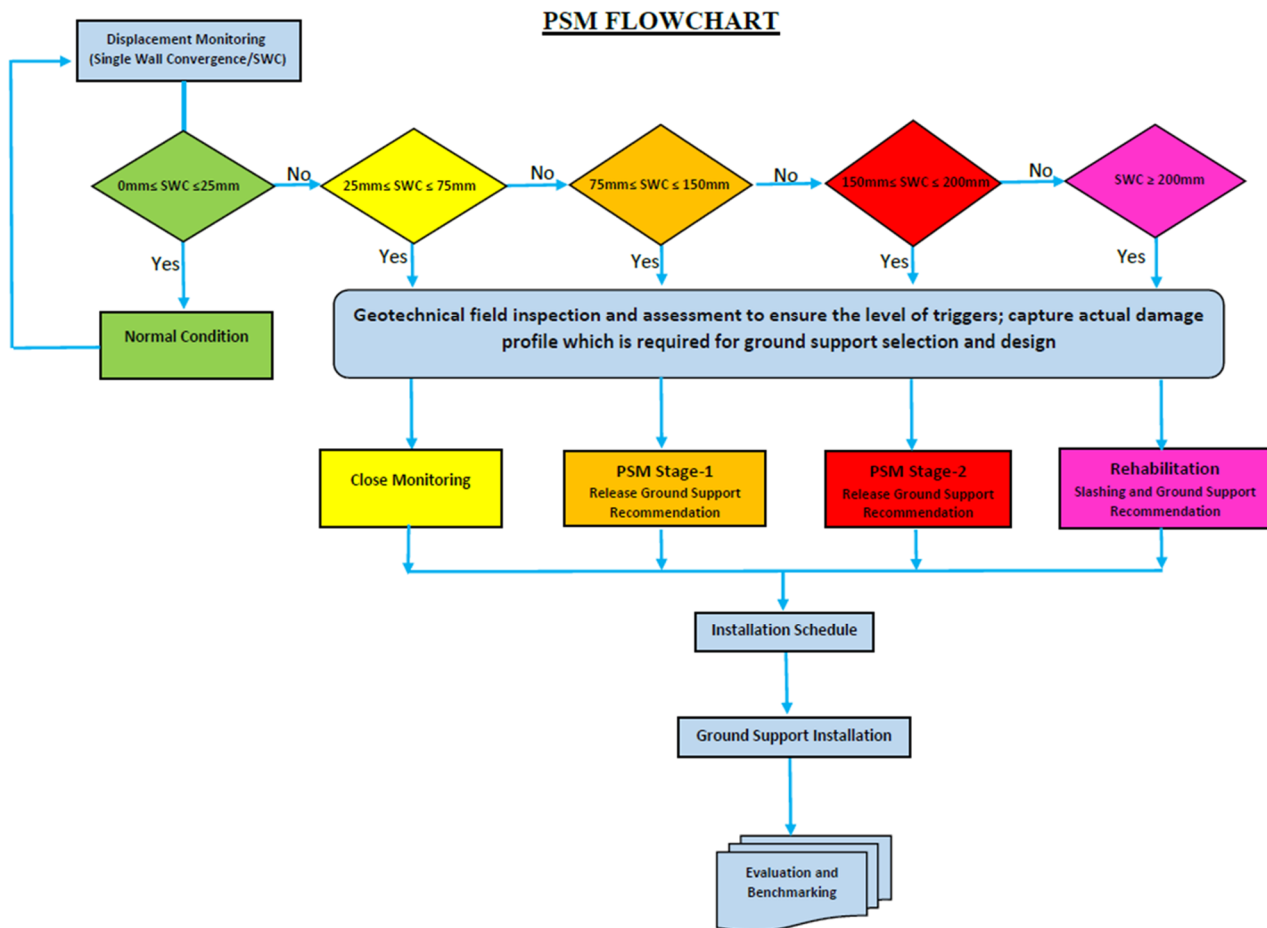 PSM FLOWCHART
Displacement Monitoring
(Single Wall Convergence/SWC)
0mm≤ SWC ≤25mm
No
25mm≤ SWC ≤ 75mm
No
75mm≤ SWC ≤ 150mm
No
150mm≤ SWC ≤ 200mm
No
SWC ≥ 200mm
Yes
Yes
Yes
Yes
Yes
Normal Condition
Geotechnical field inspection and assessment to ensure the level of triggers; capture actual damage
profile which is required for ground support selection and design
Close Monitoring
PSM Stage-1
Release Ground Support
Recommendation
PSM Stage-2
Release Ground Support
Recommendation
Rehabilitation
Slashing and Ground Support
Recommendation
Installation Schedule
Ground Support Installation
Evaluation and
Benchmarking